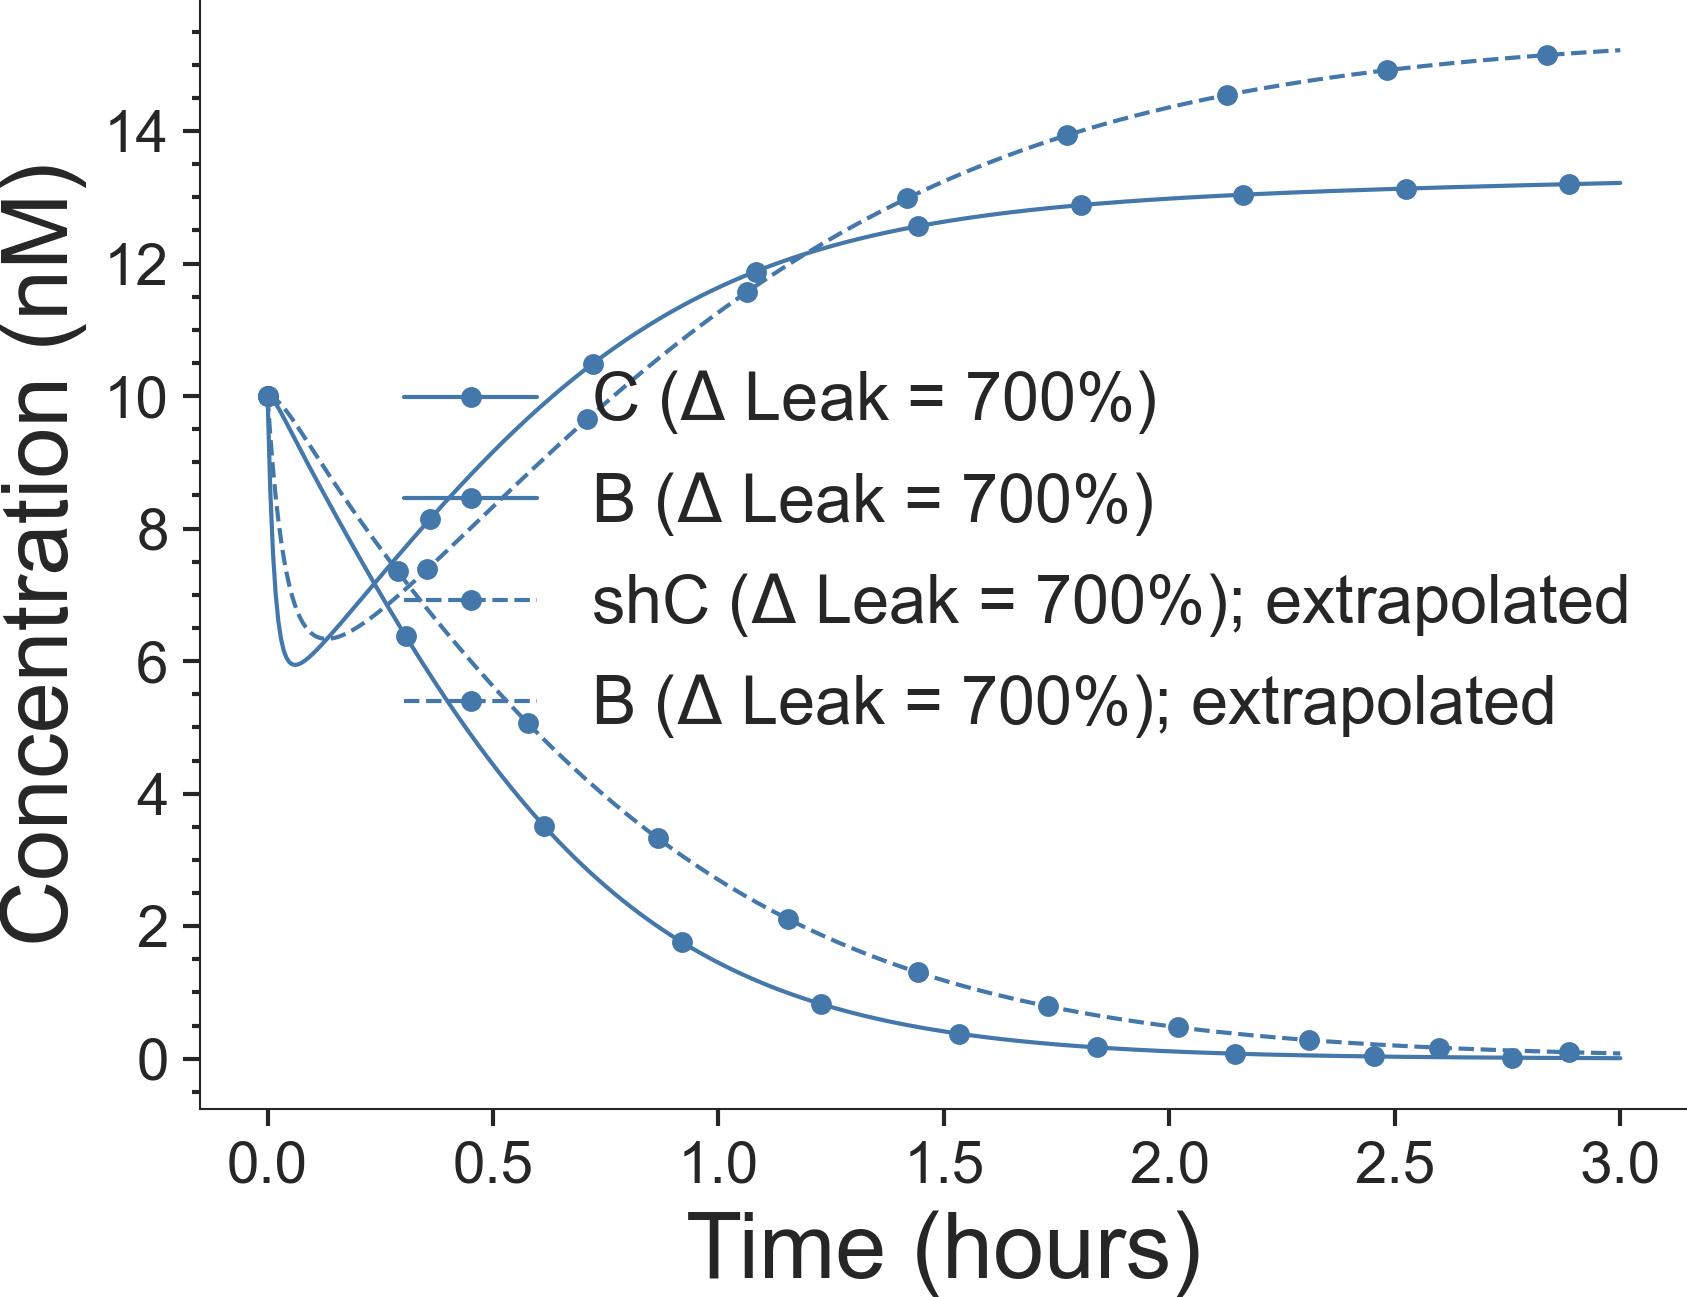 Concentration (nM)
14
12
10
8
6
4
2
0
C (Δ Leak = 700%)
B (Δ Leak = 700%)
shC (Δ Leak = 700%); extrapolated
B (Δ Leak = 700%); extrapolated
0.0 0.5 1.0 1.5 2.0 2.5 3.0
Time (hours)